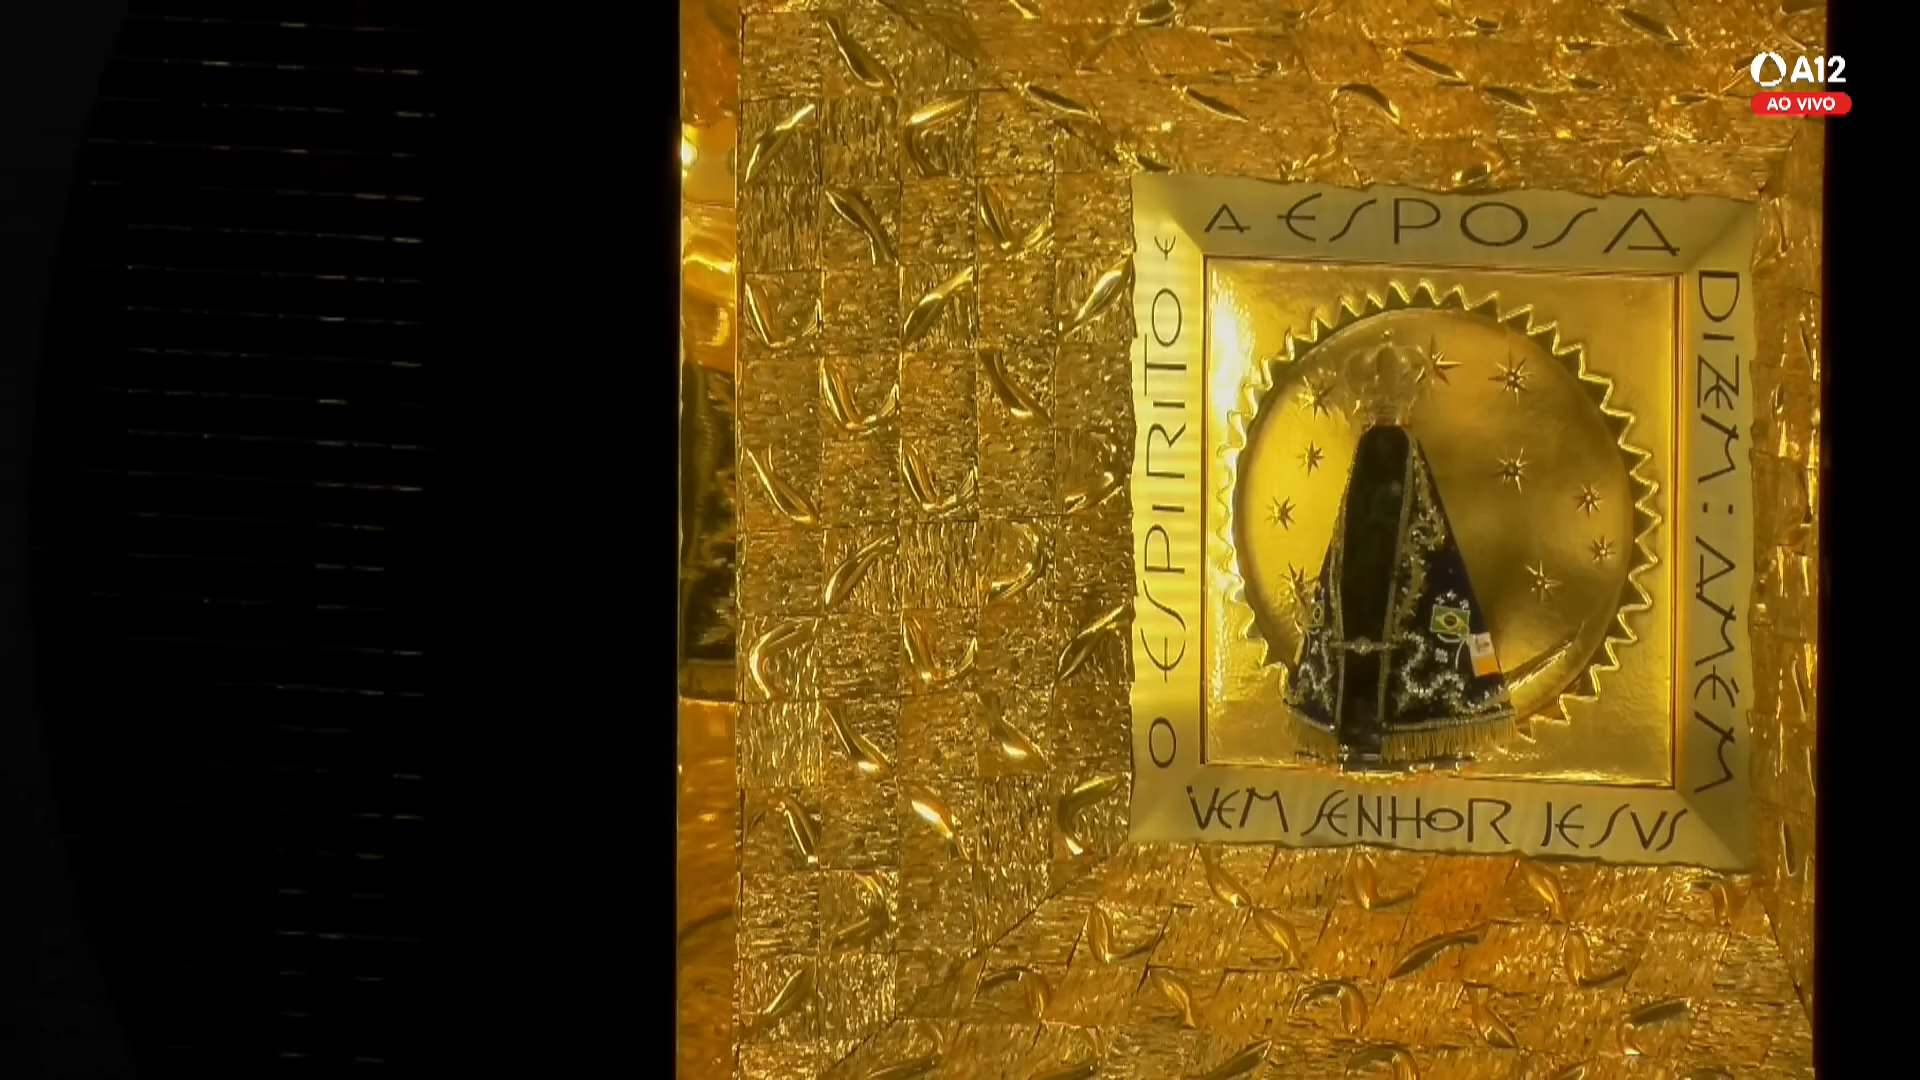 A12
AO VIVO
O ESPIRITO E
A ESPOSA
DIZEM: AMÉM
VEM SENHOR JESUS